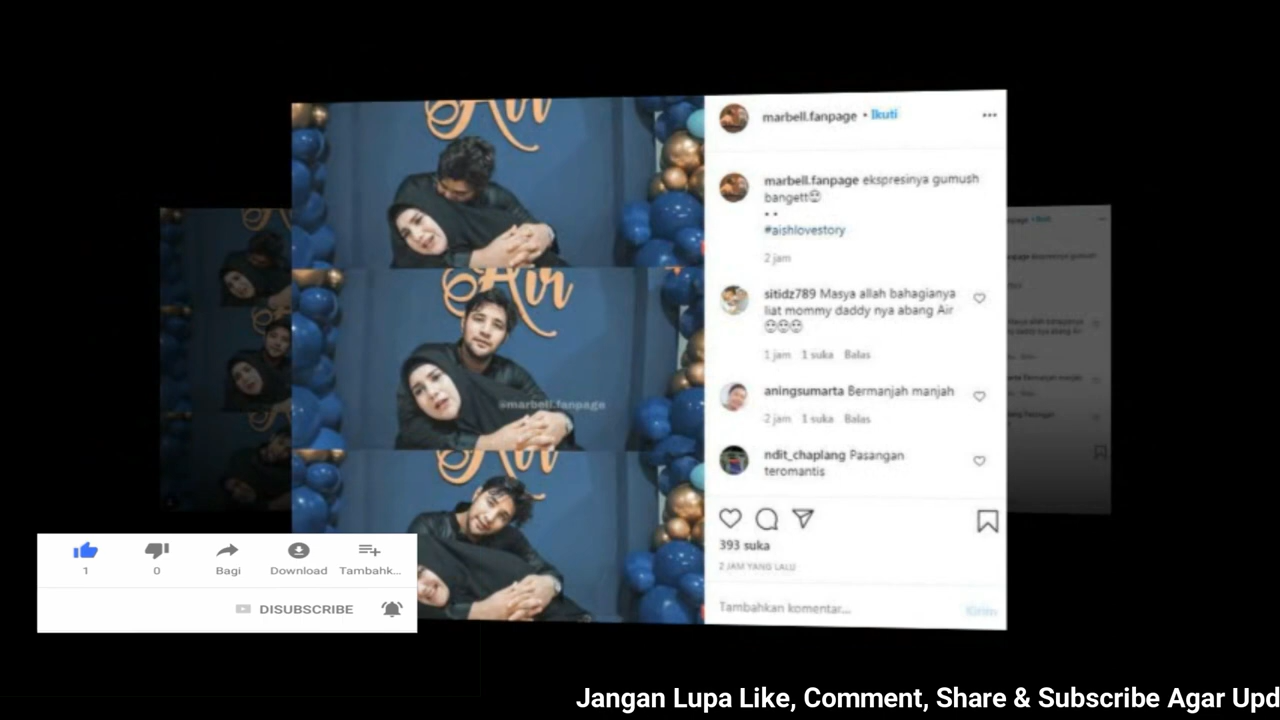 Air
marbell.fanpage • Ikuti
marbell.fanpage ekspresinya gumush
bangett
#aishlovestory
2 jam
sitidz789 Masya allah bahagianya
liat mommy daddy nya abang Air
1 jam 1 suka Balas
aningsumarta Bermanjah manjah
2 jam 1 suka Balas
ndit_chaplang Pasangan
teromantis
393 suka
2 JAM YANG LALU
Tambahkan komentar...
Kirim
Air
@marbell.fanpage
Air
1 0 Bagi Download Tambahk...
DISUBSCRIBE
Jangan Lupa Like, Comment, Share & Subscribe Agar Upd